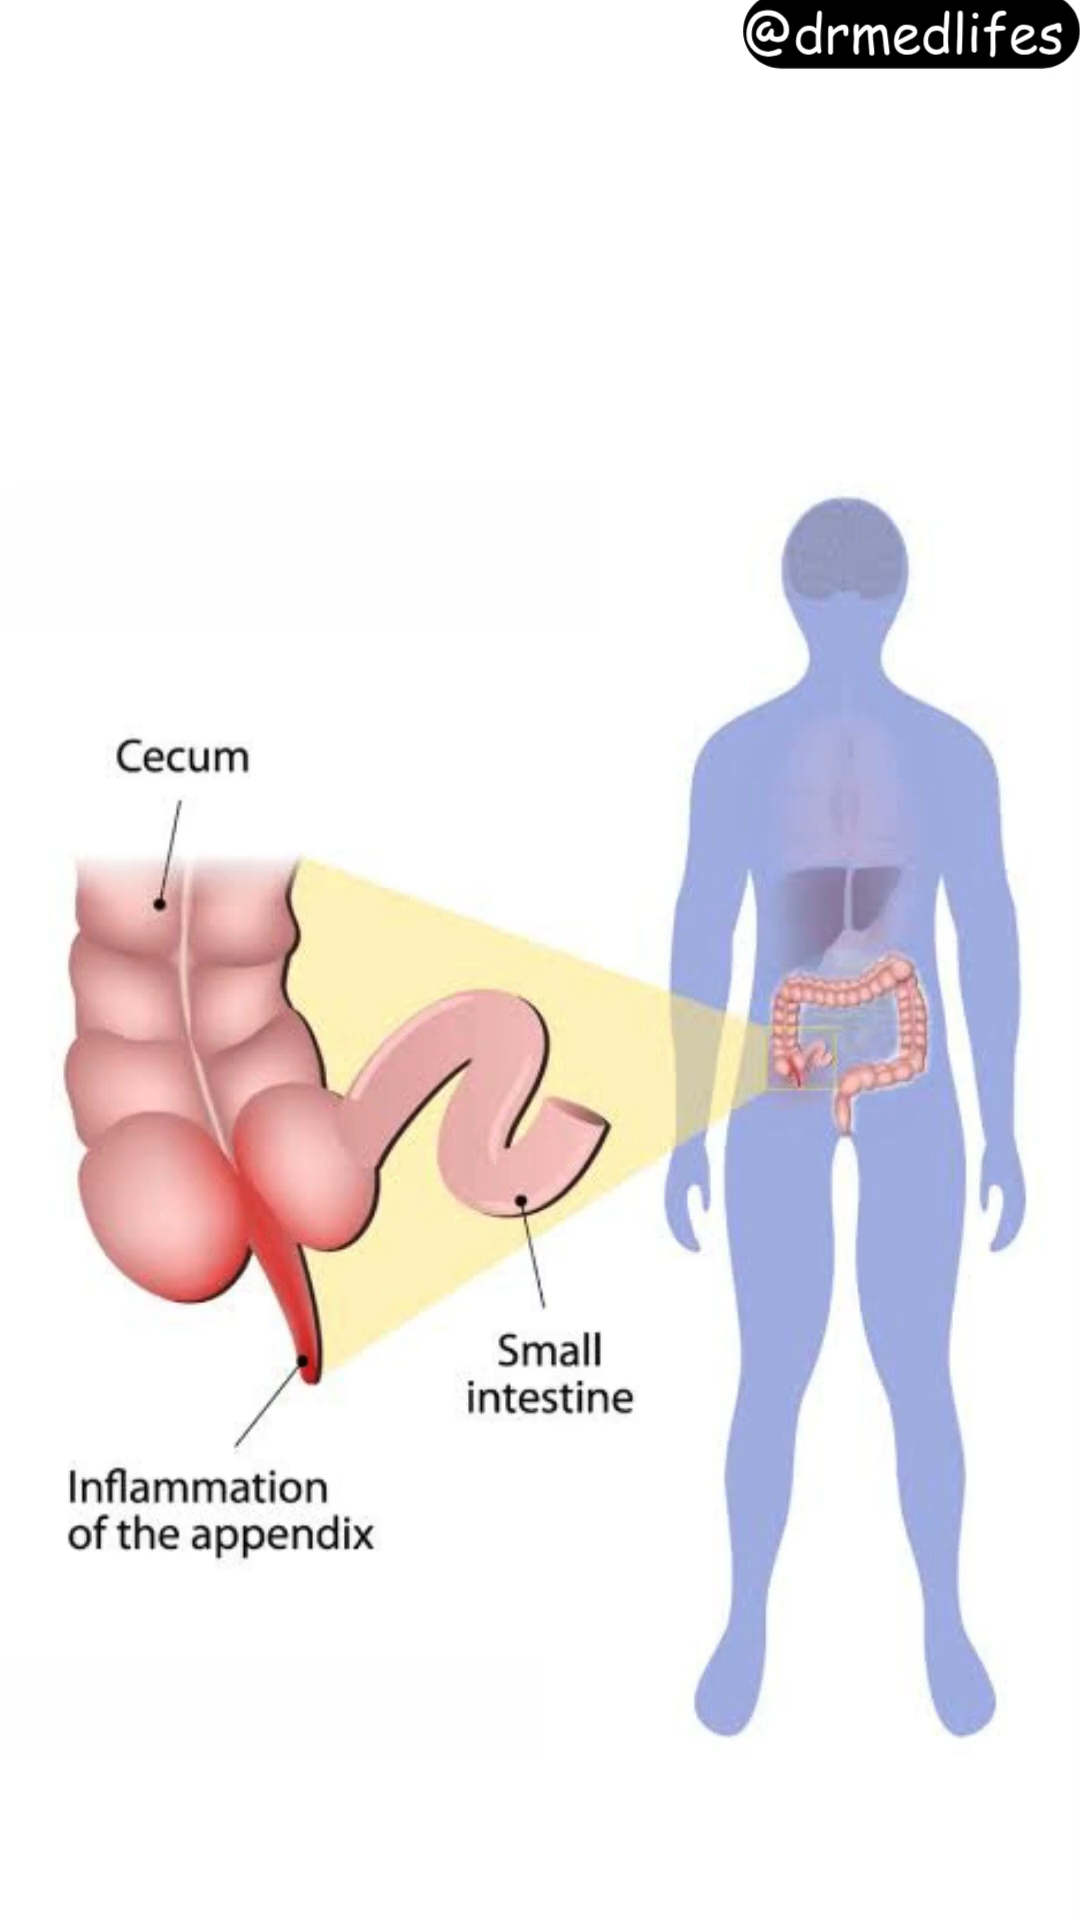 @drmedlifes
Cecum
Small
intestine
Inflammation
of the appendix